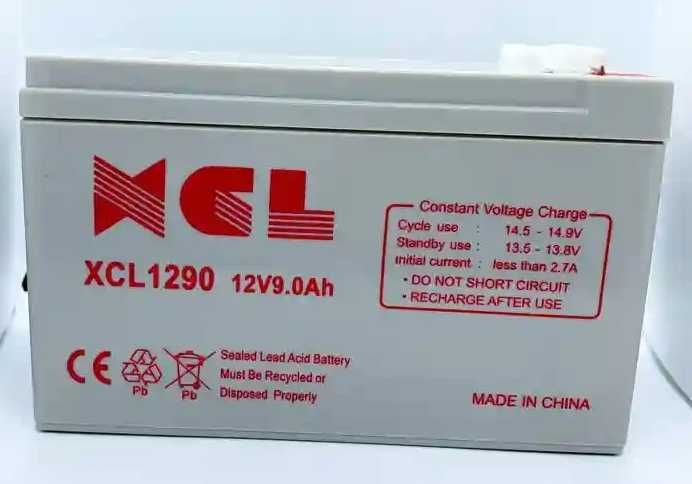 XCL
XCL1290 12V9.0Ah
Constant Voltage Charge
Cycle use : 14.5 - 14.9V
Standby use : 13.5 - 13.8V
Initial current : less than 2.7A
• DO NOT SHORT CIRCUIT
• RECHARGE AFTER USE
CE
Pb
Pb
Sealed Lead Acid Battery
Must Be Recycled or
Disposed Properly
MADE IN CHINA